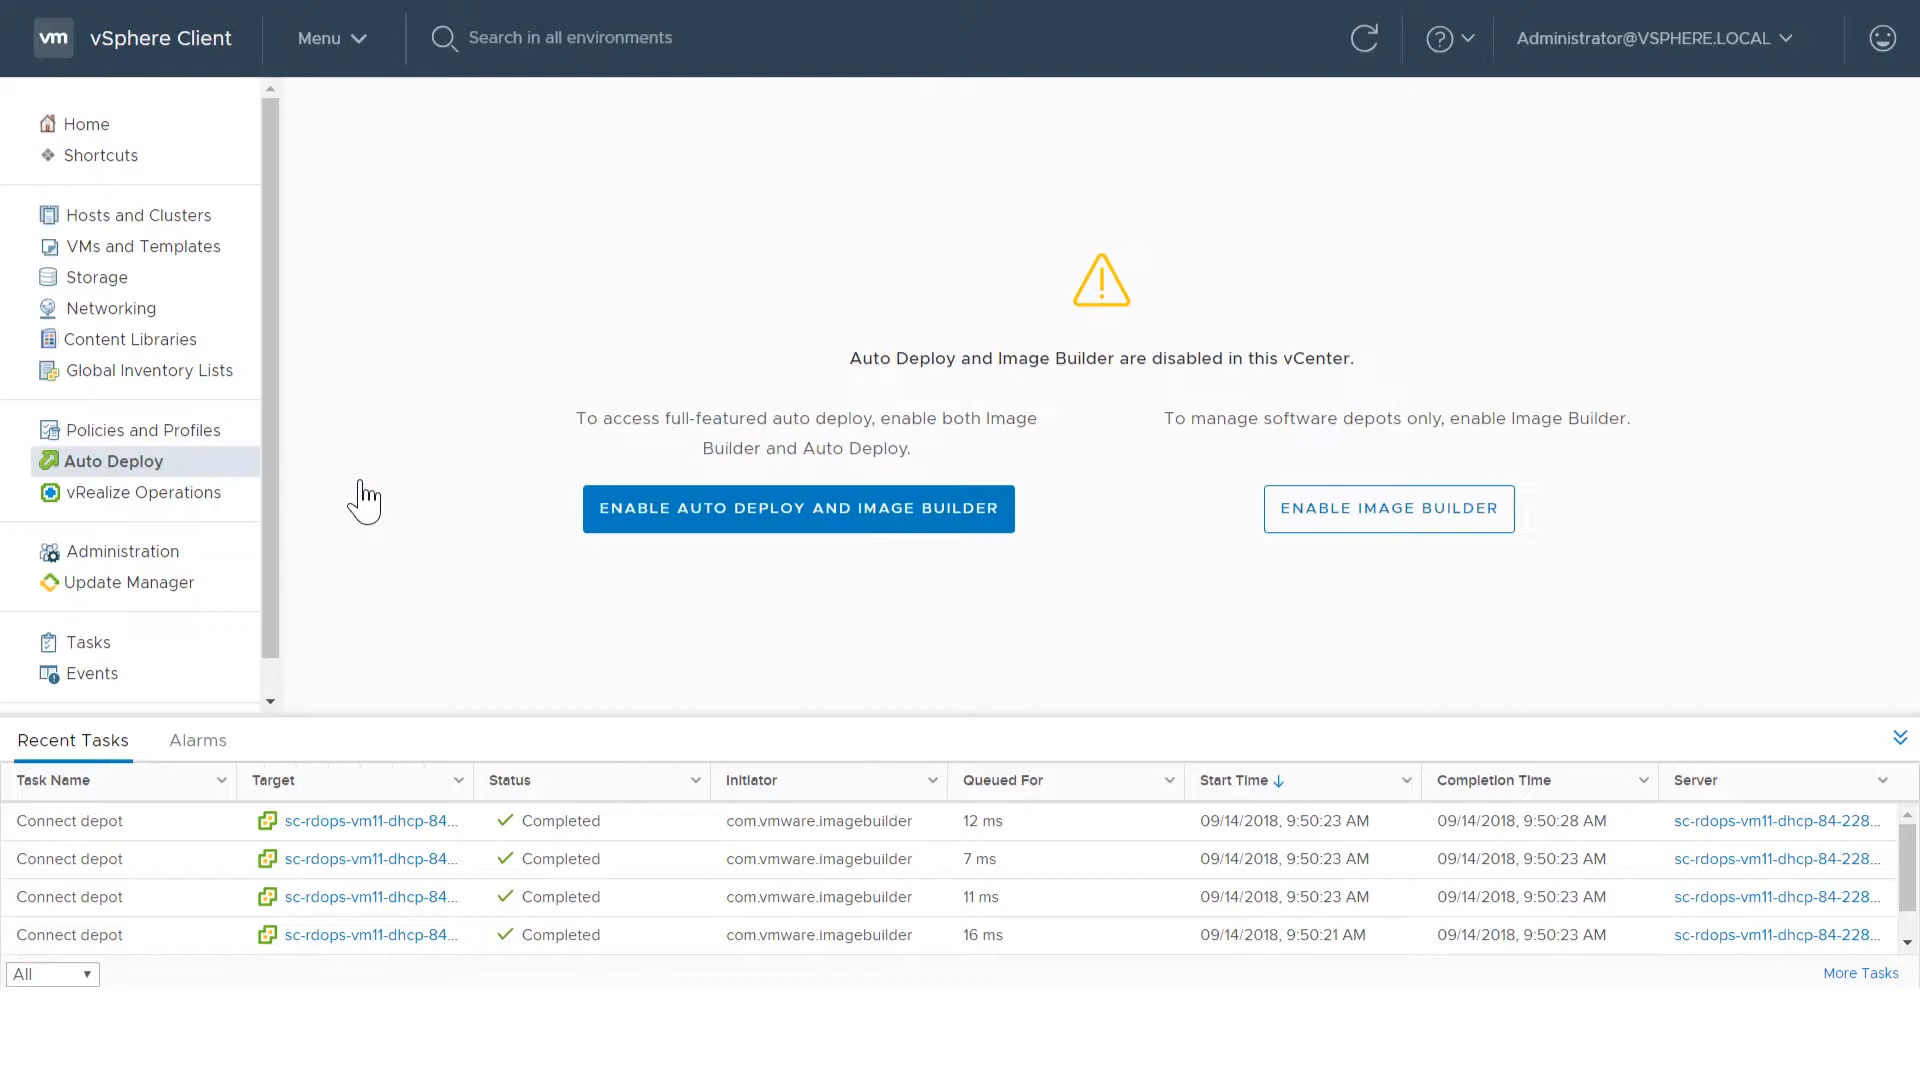 vm vSphere Client Menu Search in all environments ? Administrator@VSPHERE.LOCAL
Home
Shortcuts
Hosts and Clusters
VMs and Templates
Storage
Networking
Content Libraries
Global Inventory Lists
Policies and Profiles
Auto Deploy
vRealize Operations
Administration
Update Manager
Tasks
Events
Auto Deploy and Image Builder are disabled in this vCenter.
To access full-featured auto deploy, enable both Image
Builder and Auto Deploy.
ENABLE AUTO DEPLOY AND IMAGE BUILDER
To manage software depots only, enable Image Builder.
ENABLE IMAGE BUILDER
Recent Tasks Alarms
Task Name Target Status Initiator Queued For Start Time Completion Time Server
Connect depot sc-rdops-vm11-dhcp-84... Completed com.vmware.imagebuilder 12 ms 09/14/2018, 9:50:23 AM 09/14/2018, 9:50:28 AM sc-rdops-vm11-dhcp-84-228...
Connect depot sc-rdops-vm11-dhcp-84... Completed com.vmware.imagebuilder 7 ms 09/14/2018, 9:50:23 AM 09/14/2018, 9:50:23 AM sc-rdops-vm11-dhcp-84-228...
Connect depot sc-rdops-vm11-dhcp-84... Completed com.vmware.imagebuilder 11 ms 09/14/2018, 9:50:23 AM 09/14/2018, 9:50:23 AM sc-rdops-vm11-dhcp-84-228...
Connect depot sc-rdops-vm11-dhcp-84... Completed com.vmware.imagebuilder 16 ms 09/14/2018, 9:50:21 AM 09/14/2018, 9:50:23 AM sc-rdops-vm11-dhcp-84-228...
All More Tasks